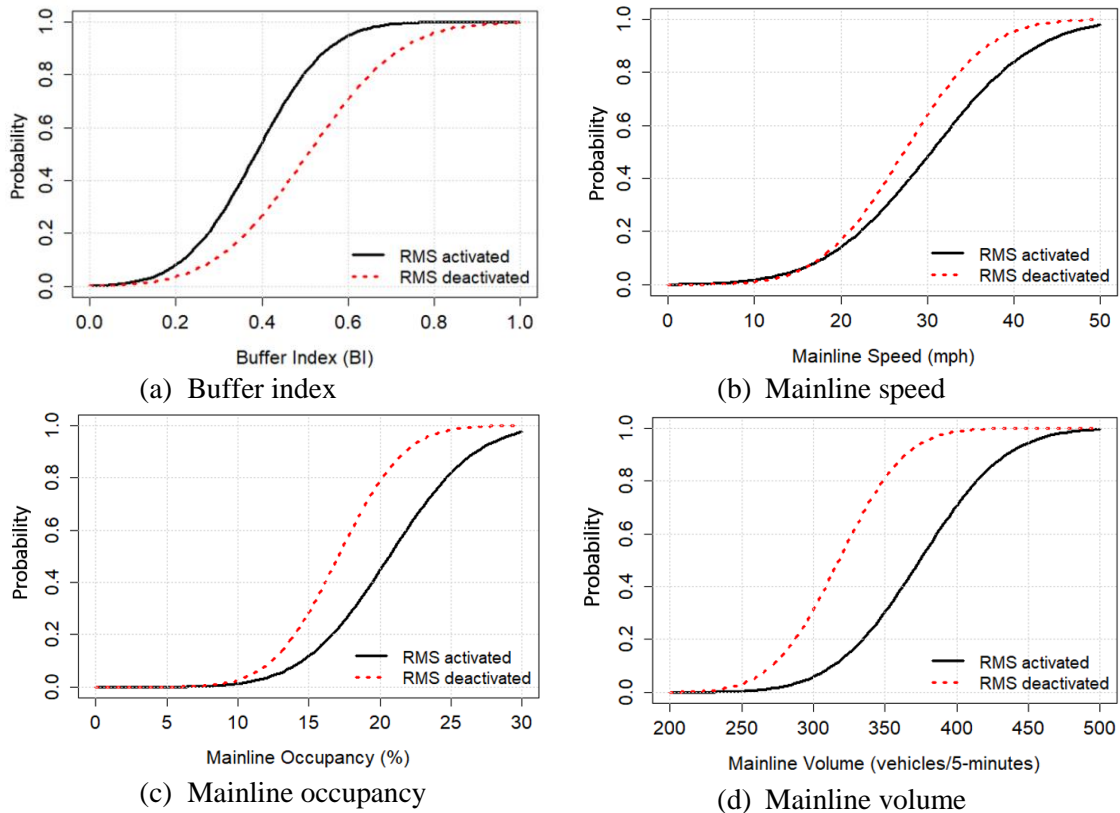 Probability
1.0
0.8
0.6
0.4
0.2
0.0
RMS activated
RMS deactivated
0.0 0.2 0.4 0.6 0.8 1.0
Buffer Index (BI)
(a) Buffer index
Probability
1.0
0.8
0.6
0.4
0.2
0.0
RMS activated
RMS deactivated
0 10 20 30 40 50
Mainline Speed (mph)
(b) Mainline speed
Probability
1.0
0.8
0.6
0.4
0.2
0.0
RMS activated
RMS deactivated
0 5 10 15 20 25 30
Mainline Occupancy (%)
(c) Mainline occupancy
Probability
1.0
0.8
0.6
0.4
0.2
0.0
RMS activated
RMS deactivated
200 250 300 350 400 450 500
Mainline Volume (vehicles/5-minutes)
(d) Mainline volume